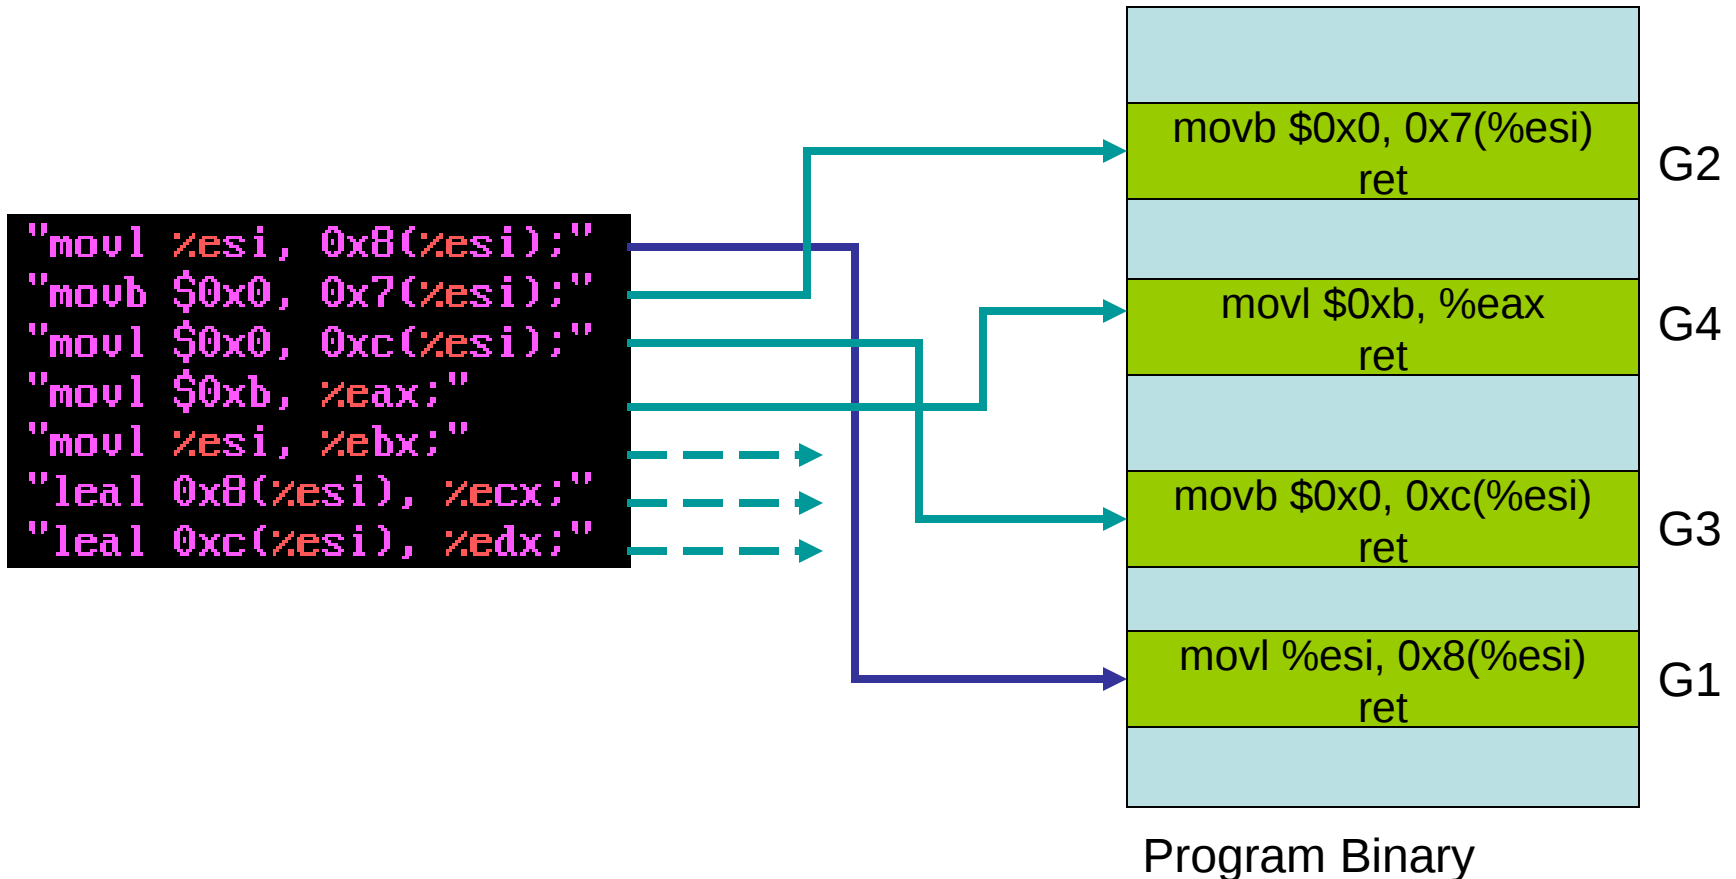 "movl %esi, 0x8(%esi);"
"movb $0x0, 0x7(%esi);"
"movl $0x0, 0xc(%esi);"
"movl $0xb, %eax;"
"movl %esi, %ebx;"
"leal 0x8(%esi), %ecx;"
"leal 0xc(%esi), %edx;"
movb $0x0, 0x7(%esi)
ret
G2
movl $0xb, %eax
ret
G4
movb $0x0, 0xc(%esi)
ret
G3
movl %esi, 0x8(%esi)
ret
G1
Program Binary